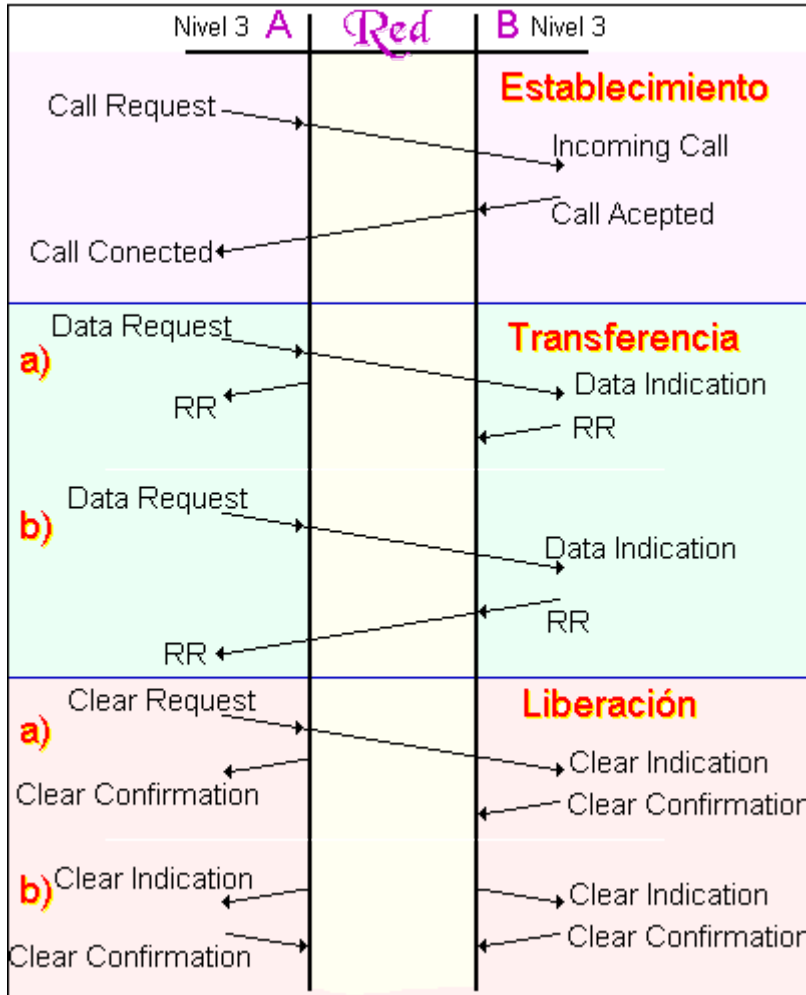 Nivel 3 A Red B Nivel 3
Establecimiento
Call Request
Incoming Call
Call Acepted
Call Conected
Data Request
Transferencia
a)
Data Indication
RR
RR
Data Request
b)
Data Indication
RR
RR
Clear Request
Liberación
a)
Clear Indication
Clear Confirmation
Clear Confirmation
b)
Clear Indication
Clear Indication
Clear Confirmation
Clear Confirmation